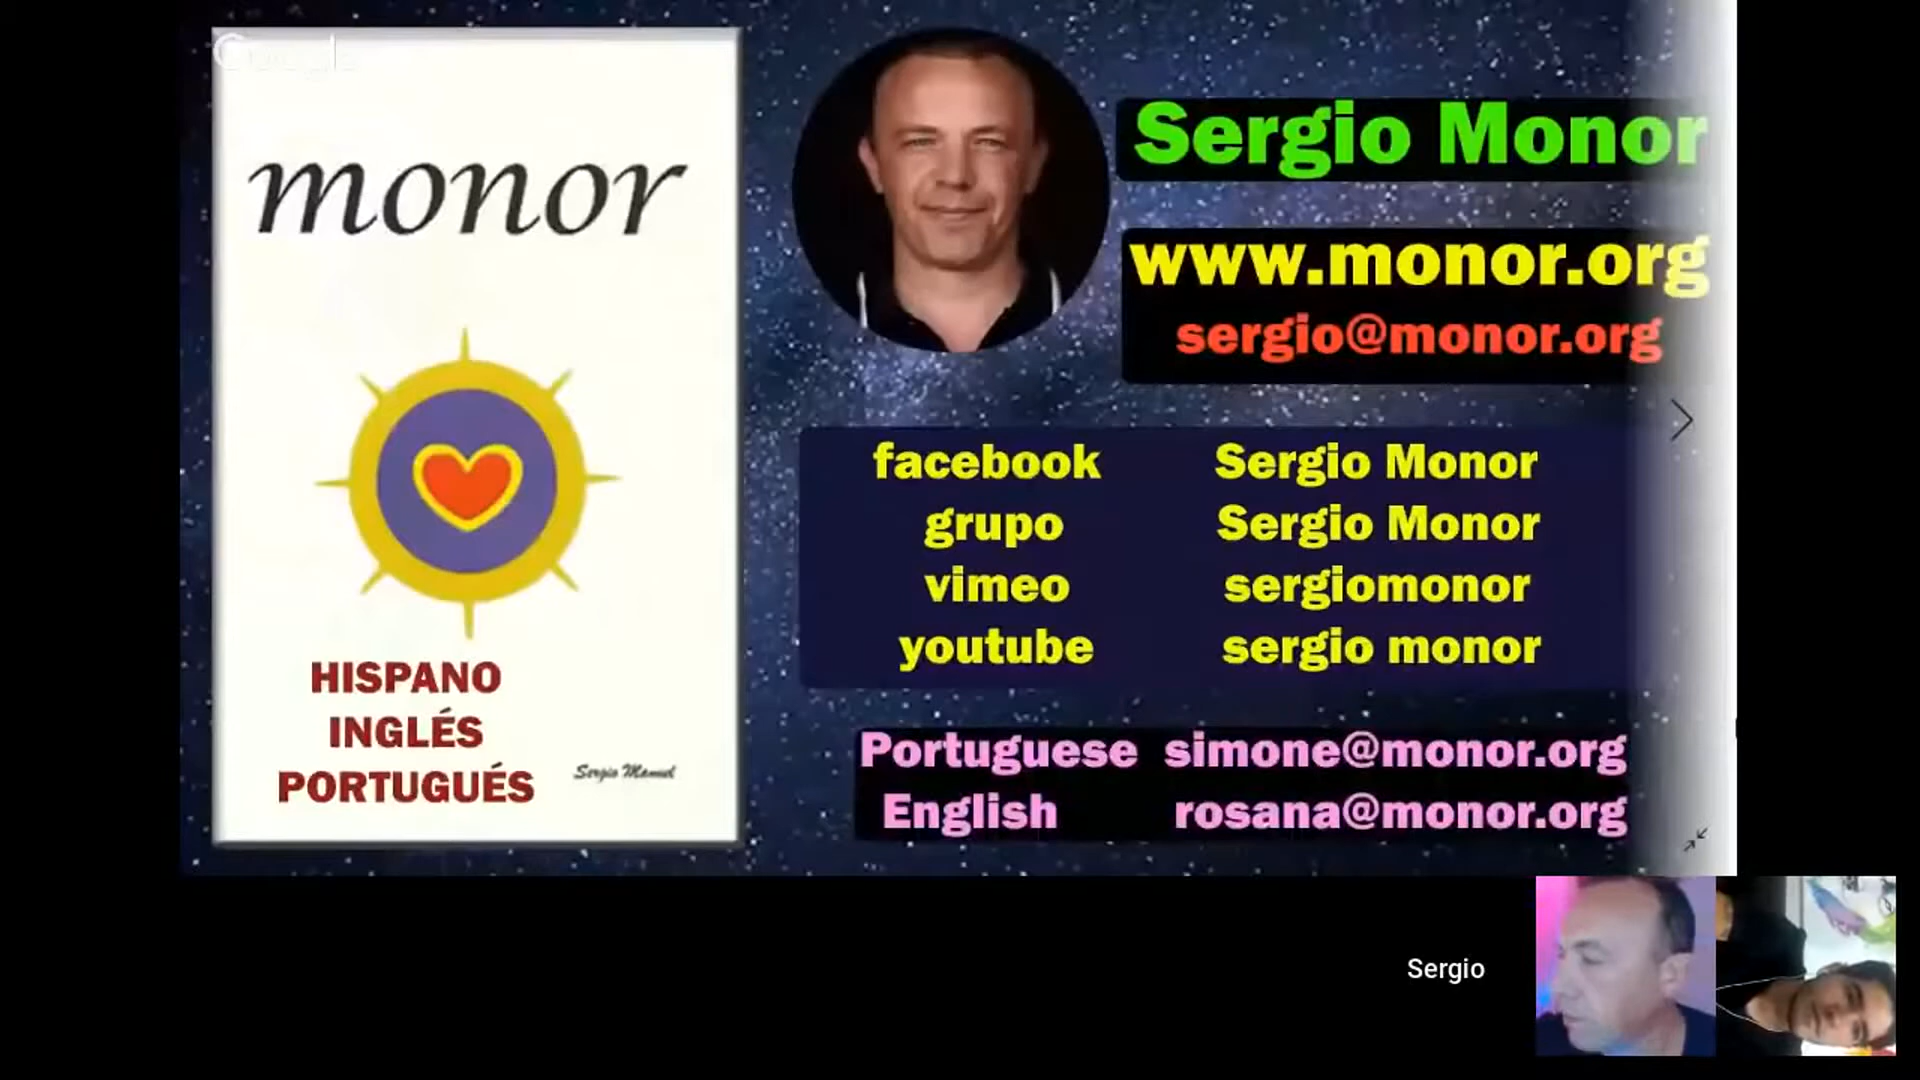 Google
monor
HISPANO
INGLÉS
PORTUGUÉS
Sergio Manuel
Sergio Monor
www.monor.org
sergio@monor.org
facebook Sergio Monor
grupo Sergio Monor
vimeo sergiomonor
youtube sergio monor
Portuguese simone@monor.org
English rosana@monor.org
Sergio